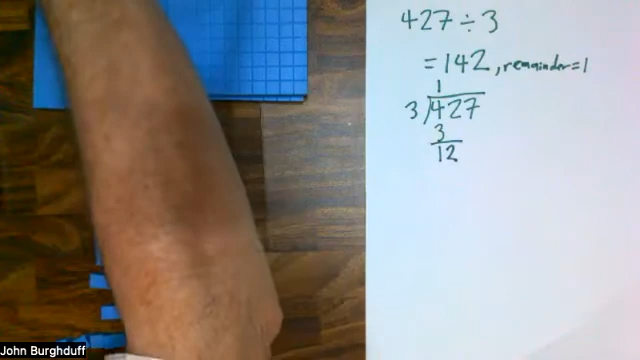 427 ÷ 3
= 142, remainder = 1
1
3 427
3
12
John Burghduff